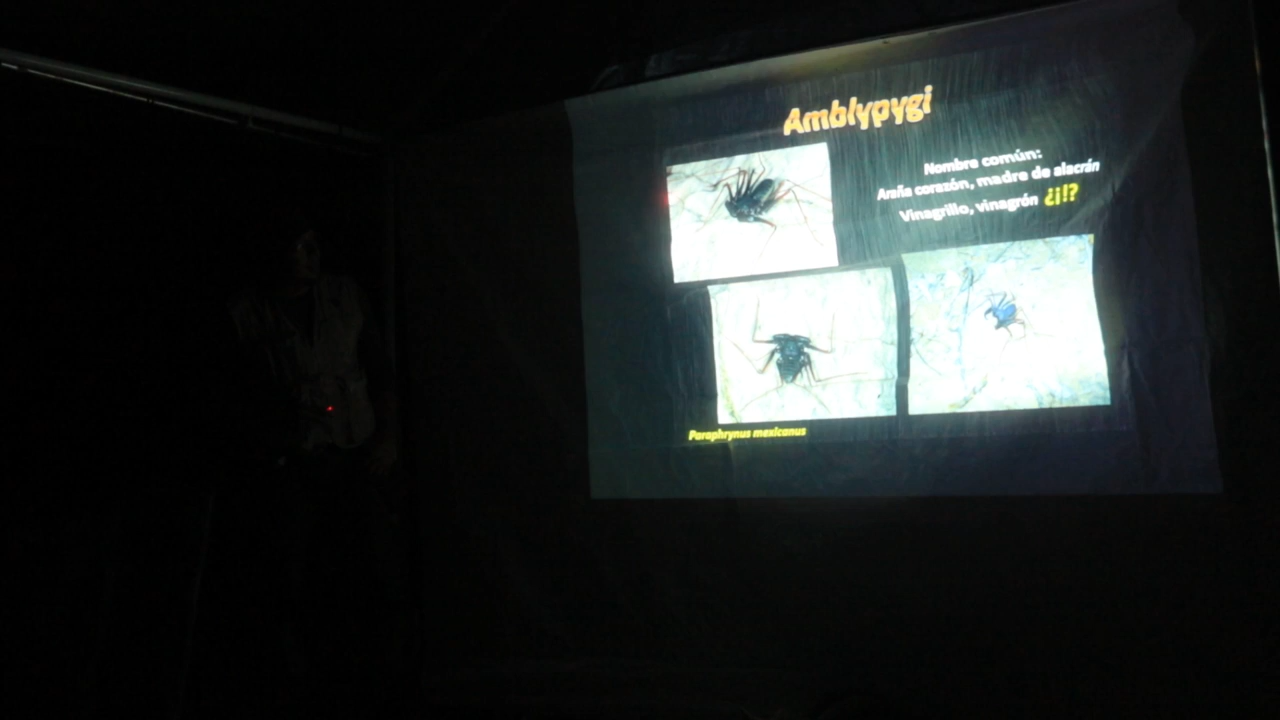 Amblypygi
Nombre común:
Araña corazón, madre de alacrán
Vinagrillo, vinagrón ¿¡!?
Paraphrynus mexicanus